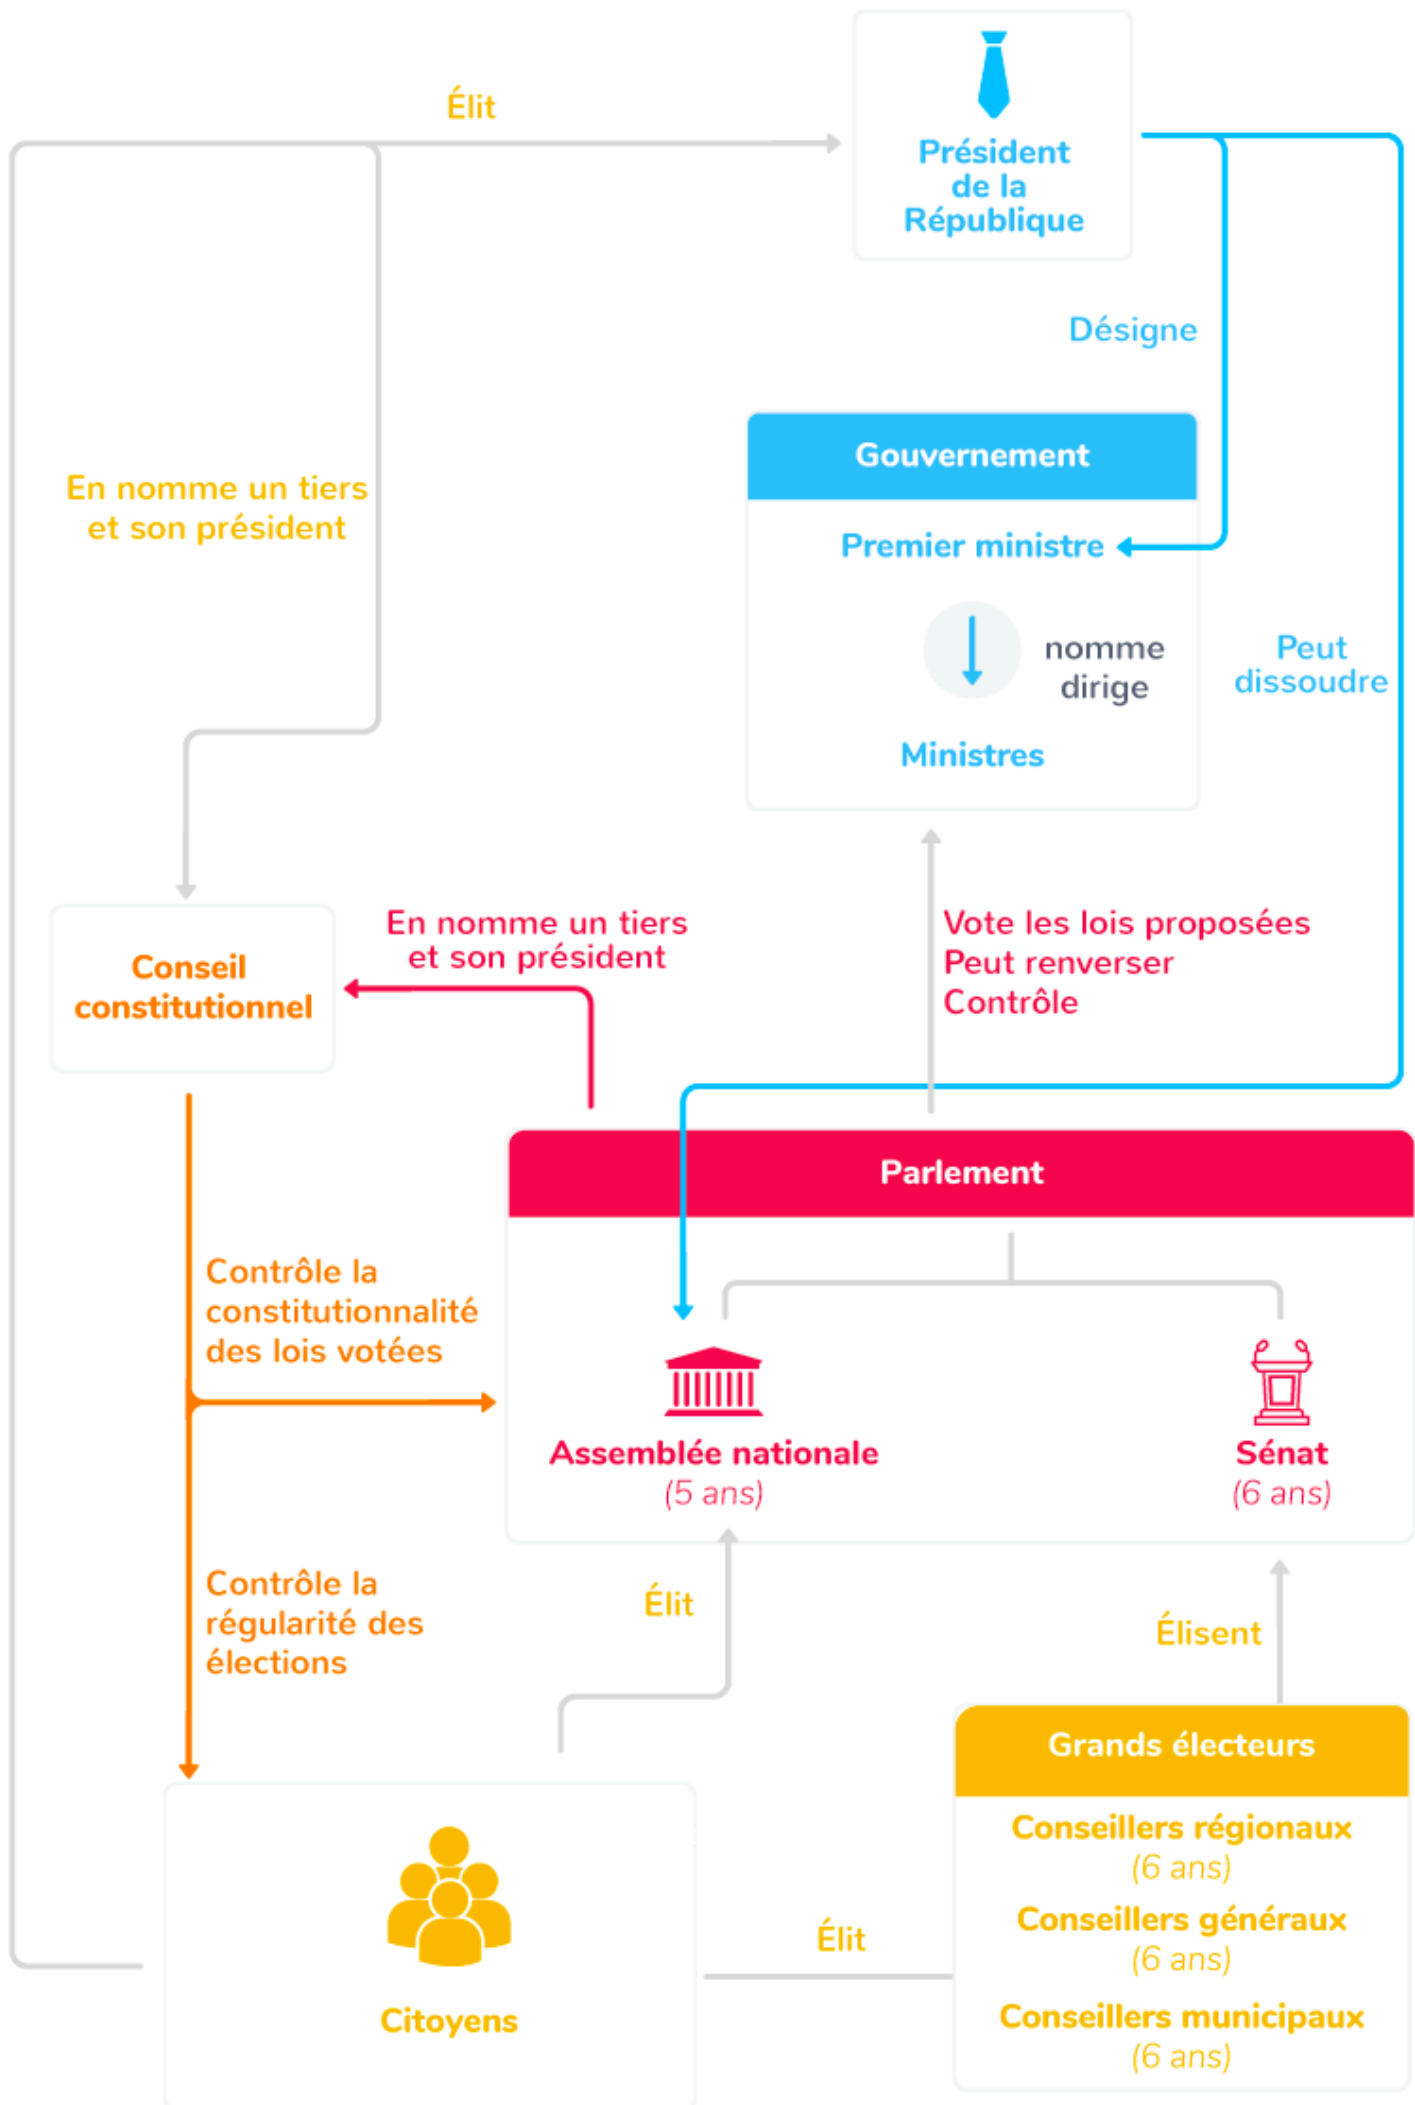 Élit
Président
de la
République
Désigne
Gouvernement
Premier ministre
nomme
dirige
Ministres
Peut
dissoudre
En nomme un tiers
et son président
Conseil
constitutionnel
En nomme un tiers
et son président
Vote les lois proposées
Peut renverser
Contrôle
Parlement
Assemblée nationale
(5 ans)
Sénat
(6 ans)
Contrôle la
constitutionnalité
des lois votées
Contrôle la
régularité des
élections
Élit
Élisent
Grands électeurs
Conseillers régionaux
(6 ans)
Conseillers généraux
(6 ans)
Conseillers municipaux
(6 ans)
Élit
Citoyens